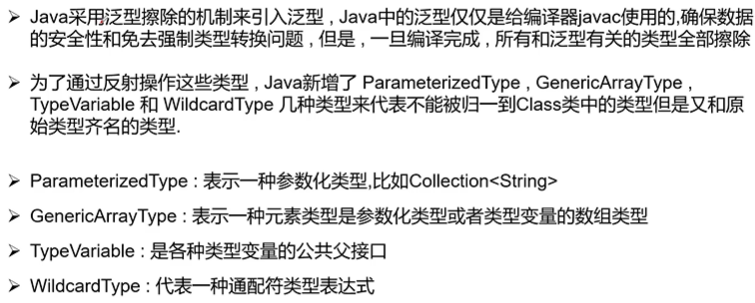 ➢ Java采用泛型擦除的机制来引入泛型 , Java中的泛型仅仅是给编译器javac使用的,确保数据
的安全性和免去强制类型转换问题 , 但是 , 一旦编译完成 , 所有和泛型有关的类型全部擦除
➢ 为了通过反射操作这些类型 , Java新增了 ParameterizedType , GenericArrayType ,
TypeVariable 和 WildcardType 几种类型来代表不能被归一到Class类中的类型但是又和原
始类型齐名的类型.
➢ ParameterizedType : 表示一种参数化类型,比如Collection<String>
➢ GenericArrayType : 表示一种元素类型是参数化类型或者类型变量的数组类型
➢ TypeVariable : 是各种类型变量的公共父接口
➢ WildcardType : 代表一种通配符类型表达式